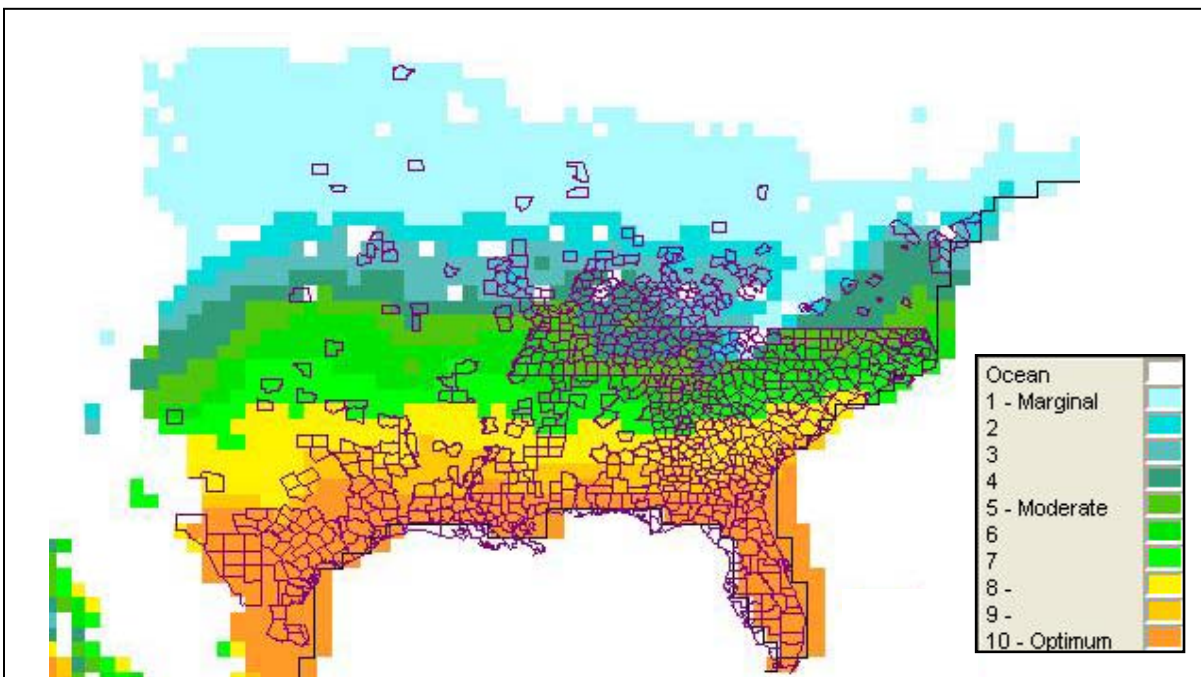 Ocean
1 - Marginal
2
3
4
5 - Moderate
6
7
8 -
9 -
10 - Optimum